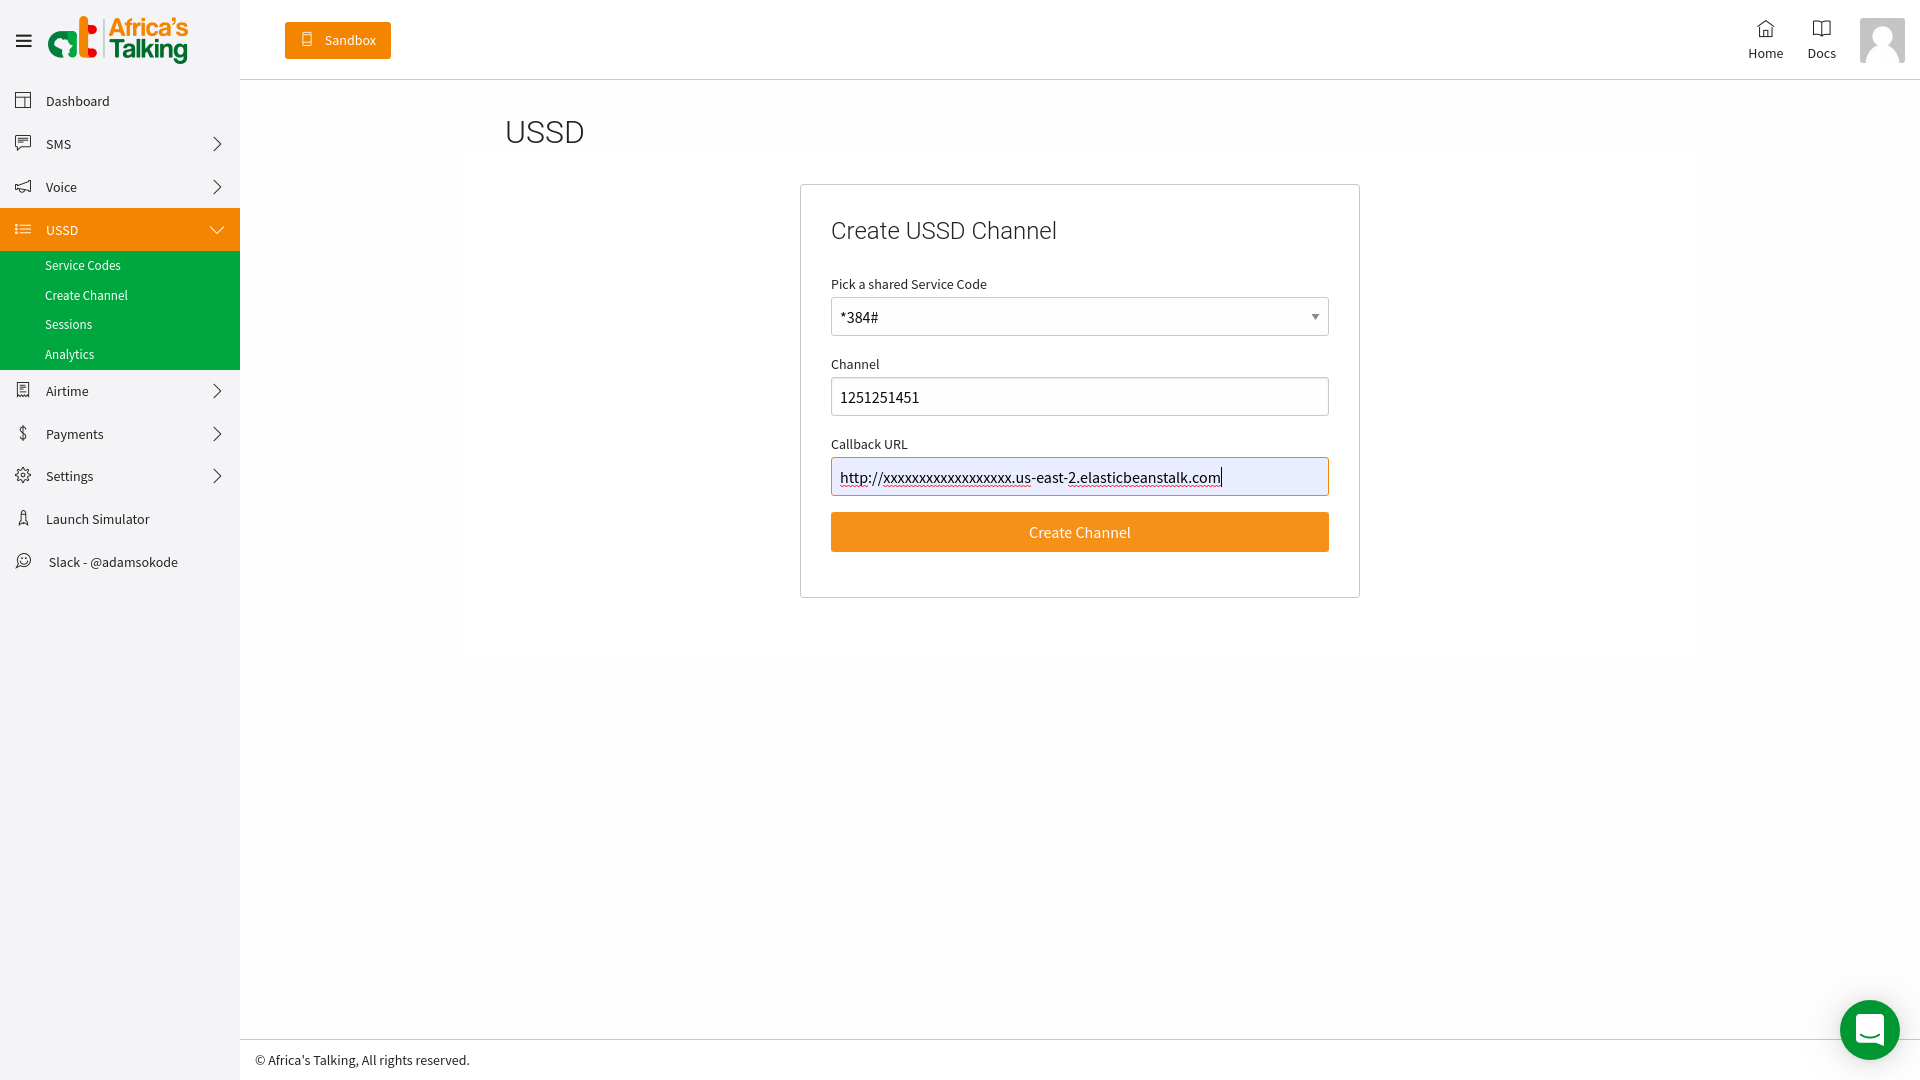 Africa's
Talking
Sandbox
Home
Docs
Dashboard
SMS
Voice
USSD
Service Codes
Create Channel
Sessions
Analytics
Airtime
Payments
Settings
Launch Simulator
Slack - @adamsokode
USSD
Create USSD Channel
Pick a shared Service Code
*384#
Channel
1251251451
Callback URL
http://xxxxxxxxxxxxxxxxxx.us-east-2.elasticbeanstalk.com
Create Channel
© Africa's Talking, All rights reserved.